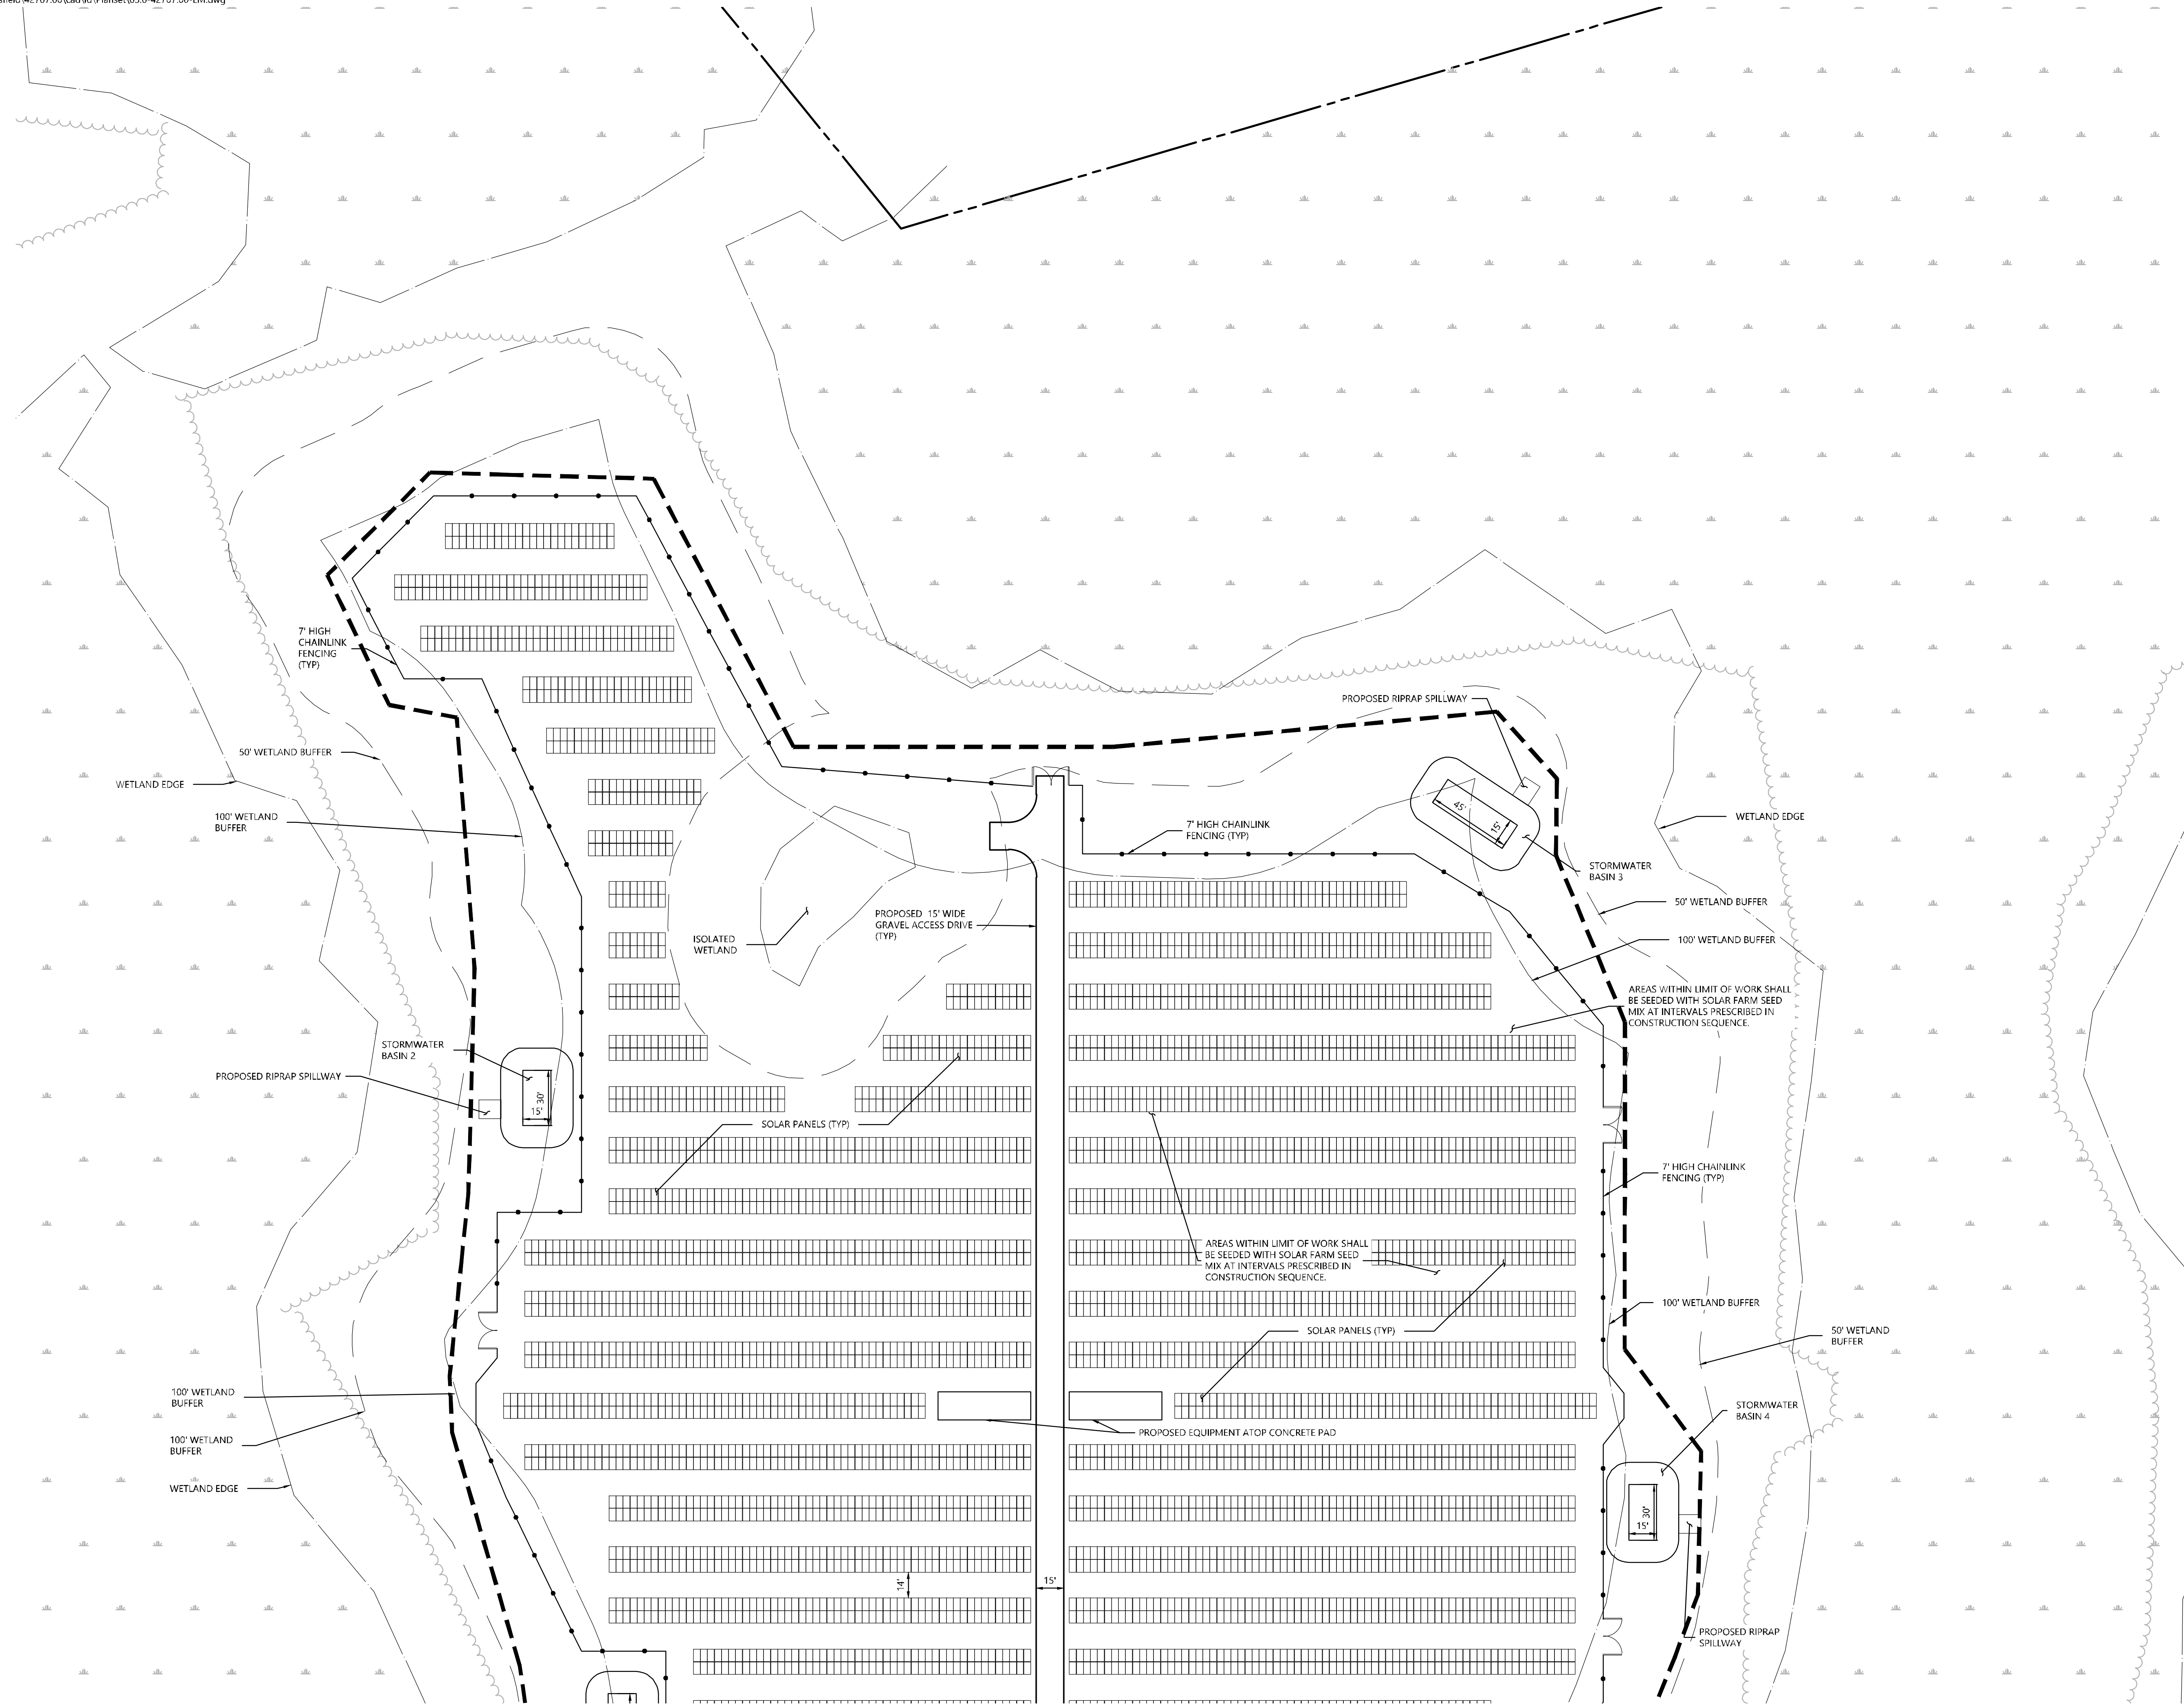 PROPOSED RIPRAP SPILLWAY
7' HIGH
CHAINLINK
FENCING
(TYP)
50' WETLAND BUFFER
WETLAND EDGE
100' WETLAND
BUFFER
45'
15'
7' HIGH CHAINLINK
FENCING (TYP)
WETLAND EDGE
STORMWATER
BASIN 3
50' WETLAND BUFFER
PROPOSED 15' WIDE
GRAVEL ACCESS DRIVE
(TYP)
ISOLATED
WETLAND
100' WETLAND BUFFER
AREAS WITHIN LIMIT OF WORK SHALL
BE SEEDED WITH SOLAR FARM SEED
MIX AT INTERVALS PRESCRIBED IN
CONSTRUCTION SEQUENCE.
STORMWATER
BASIN 2
PROPOSED RIPRAP SPILLWAY
30'
15'
SOLAR PANELS (TYP)
7' HIGH CHAINLINK
FENCING (TYP)
AREAS WITHIN LIMIT OF WORK SHALL
BE SEEDED WITH SOLAR FARM SEED
MIX AT INTERVALS PRESCRIBED IN
CONSTRUCTION SEQUENCE.
100' WETLAND BUFFER
SOLAR PANELS (TYP)
50' WETLAND
BUFFER
100' WETLAND
BUFFER
STORMWATER
BASIN 4
PROPOSED EQUIPMENT ATOP CONCRETE PAD
100' WETLAND
BUFFER
WETLAND EDGE
30'
15'
14'
15'
PROPOSED RIPRAP
SPILLWAY